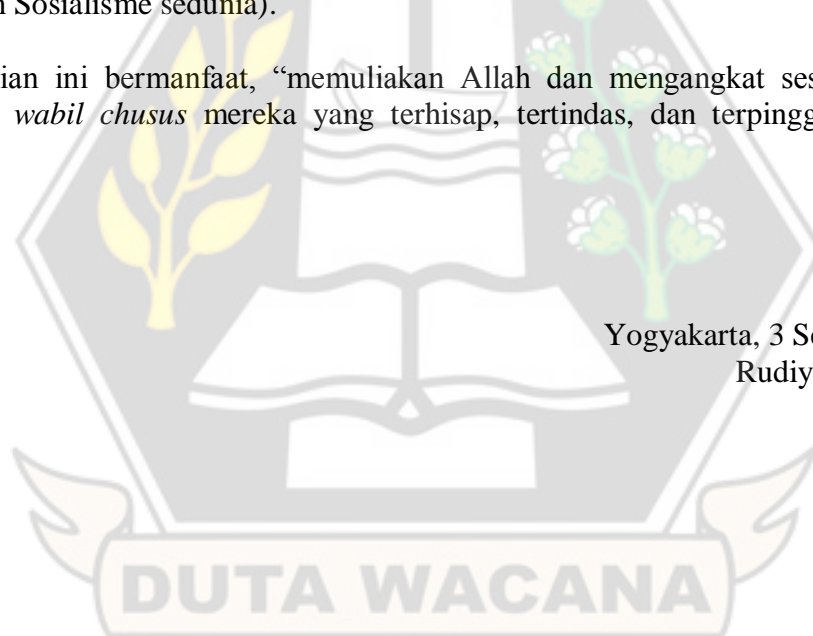 n Sosialisme sedunia).
ian ini bermanfaat, “memuliakan Allah dan mengangkat ses
wabil chusus mereka yang terhisap, tertindas, dan terpingg
Yogyakarta, 3 Se
Rudiy
DUTA WACANA